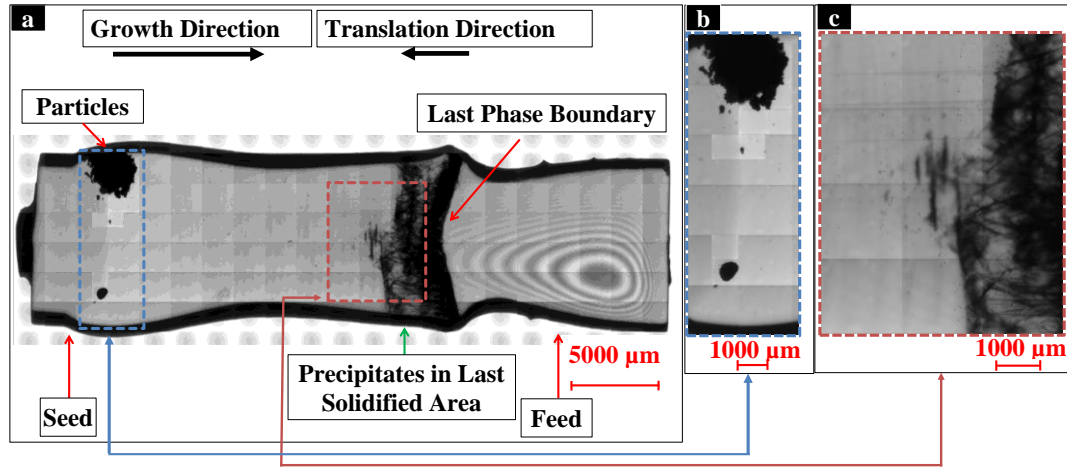 a
Growth Direction
Translation Direction
Particles
Last Phase Boundary
Precipitates in Last
Solidified Area
Seed
Feed
5000 µm
b
1000 µm
c
1000 µm